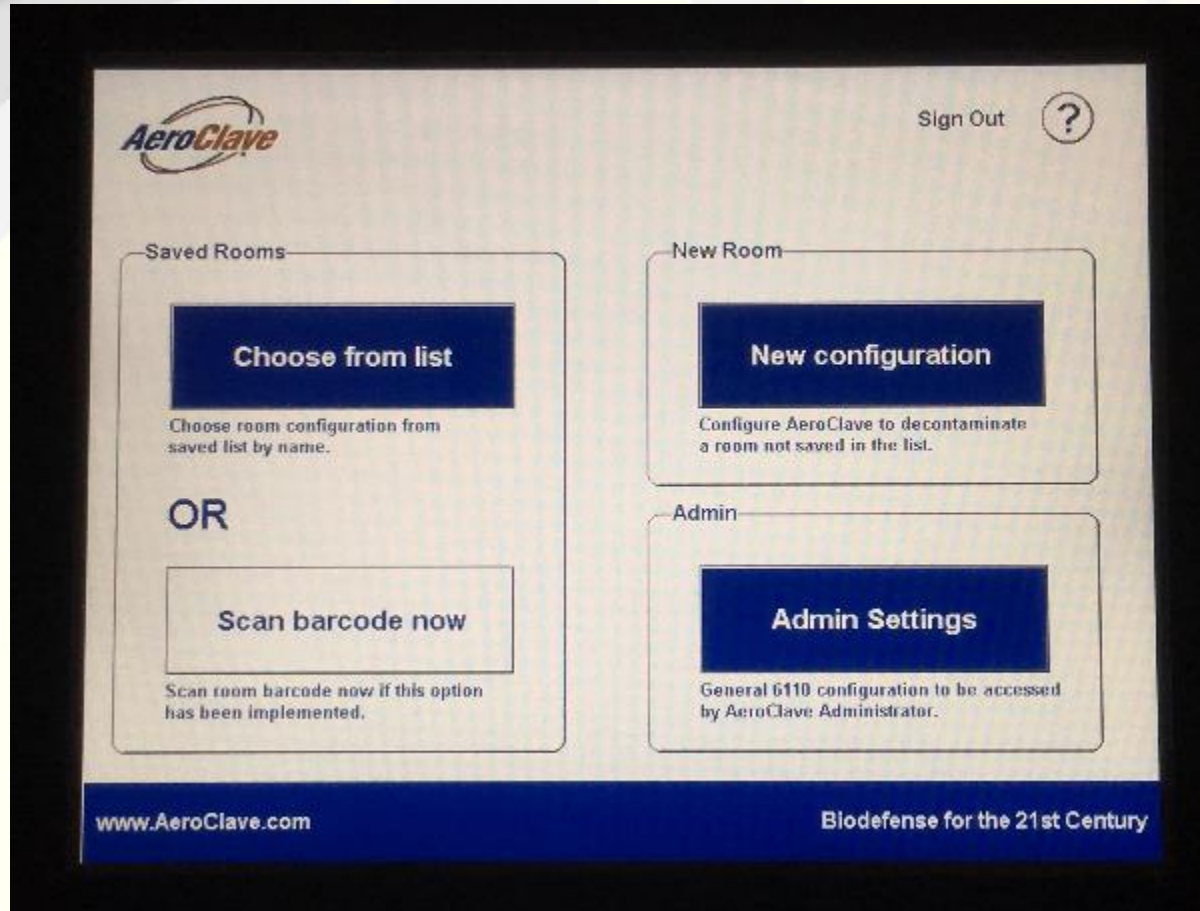 AeroClave
Sign Out
?
Saved Rooms
Choose from list
Choose room configuration from
saved list by name.
OR
Scan barcode now
Scan room barcode now if this option
has been implemented.
New Room
New configuration
Configure AeroClave to decontaminate
a room not saved in the list.
Admin
Admin Settings
General 6110 configuration to be accessed
by AeroClave Administrator.
www.AeroClave.com
Biodefense for the 21st Century